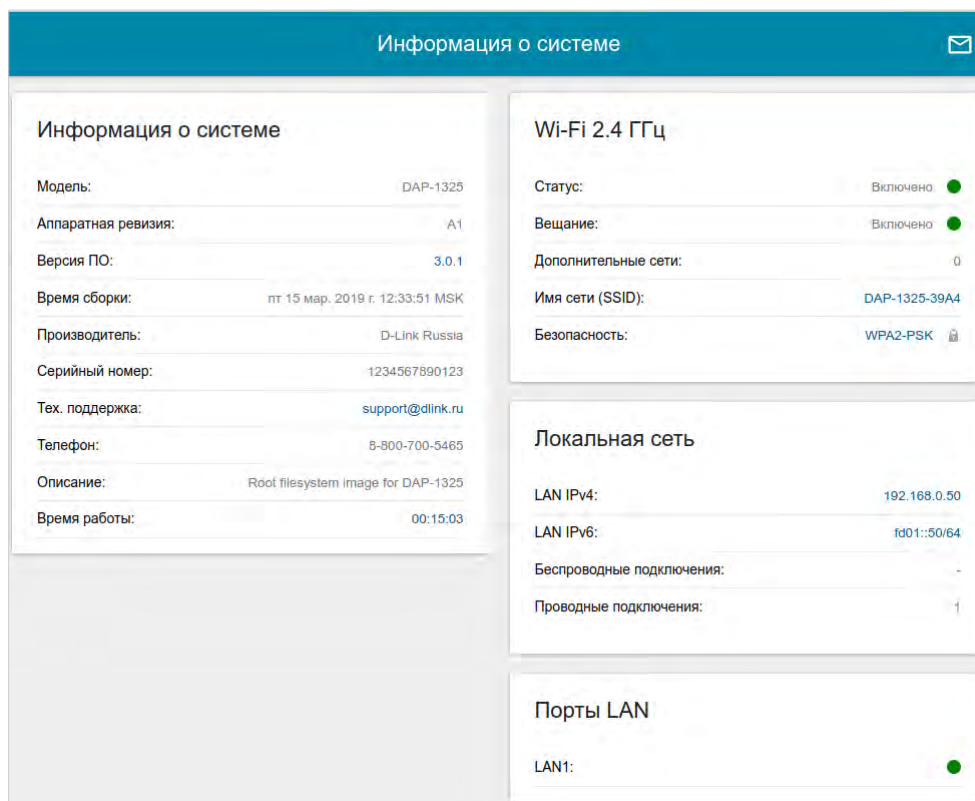 Информация о системе
Информация о системе
Модель: DAP-1325
Аппаратная ревизия: A1
Версия ПО: 3.0.1
Время сборки: пт 15 мар. 2019 г. 12:33:51 MSK
Производитель: D-Link Russia
Серийный номер: 1234567890123
Тех. поддержка: support@dlink.ru
Телефон: 8-800-700-5465
Описание: Root filesystem image for DAP-1325
Время работы: 00:15:03
Wi-Fi 2.4 ГГц
Статус: Включено
Вещание: Включено
Дополнительные сети: 0
Имя сети (SSID): DAP-1325-39A4
Безопасность: WPA2-PSK
Локальная сеть
LAN IPv4: 192.168.0.50
LAN IPv6: fd01::50/64
Беспроводные подключения: -
Проводные подключения: 1
Порты LAN
LAN1: